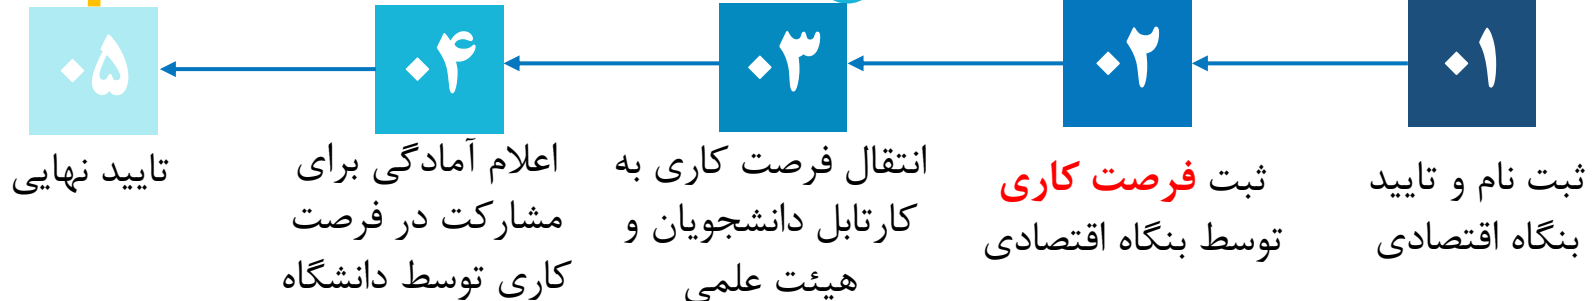 ۰۱
۰۲
۰۳
۰۴
۰۵
ثبت نام و تایید
بنگاه اقتصادی
ثبت فرصت کاری
توسط بنگاه اقتصادی
انتقال فرصت کاری به
کارتابل دانشجویان و
هیئت علمی
اعلام آمادگی برای
مشارکت در فرصت
کاری توسط دانشگاه
تایید نهایی